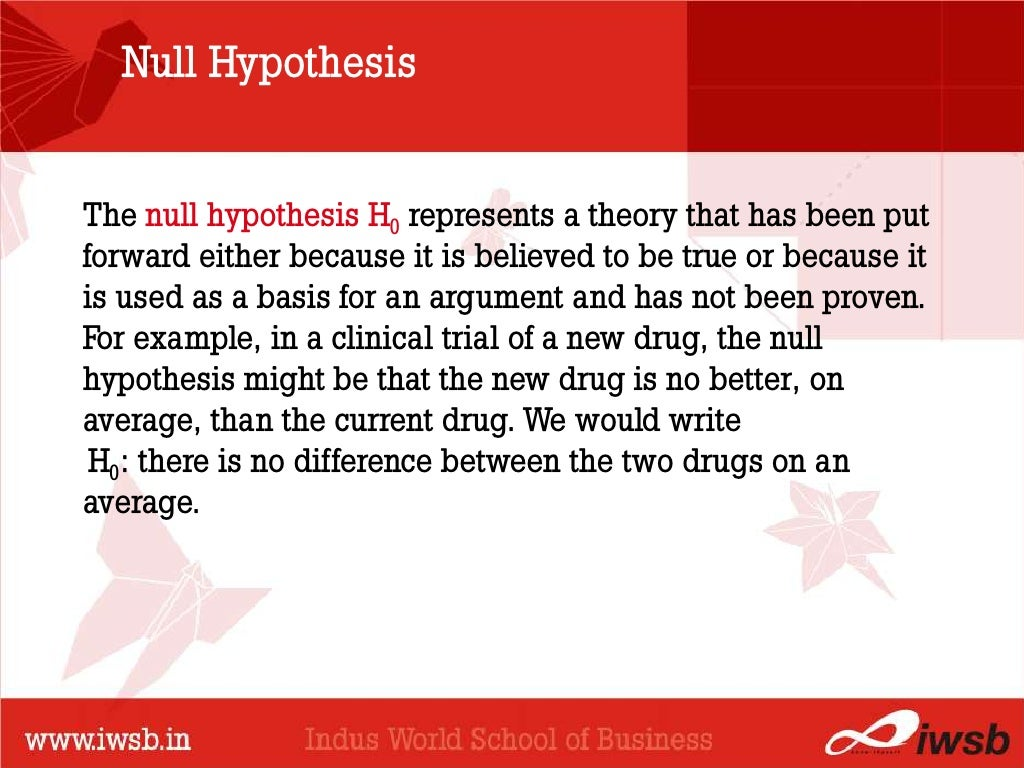 Null Hypothesis
The null hypothesis H₀ represents a theory that has been put
forward either because it is believed to be true or because it
is used as a basis for an argument and has not been proven.
For example, in a clinical trial of a new drug, the null
hypothesis might be that the new drug is no better, on
average, than the current drug. We would write
H₀: there is no difference between the two drugs on an
average.
www.iwsb.in
Indus World School of Business
iwsb